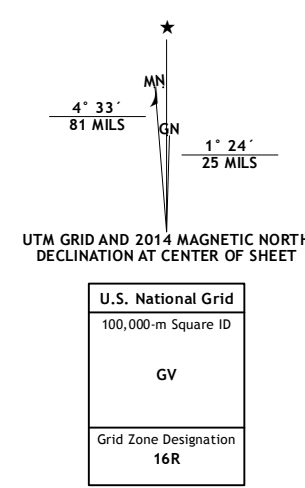 ★
MN
4° 33´
81 MILS
GN
1° 24´
25 MILS
UTM GRID AND 2014 MAGNETIC NORTH
DECLINATION AT CENTER OF SHEET
U.S. National Grid
100,000-m Square ID
GV
Grid Zone Designation
16R